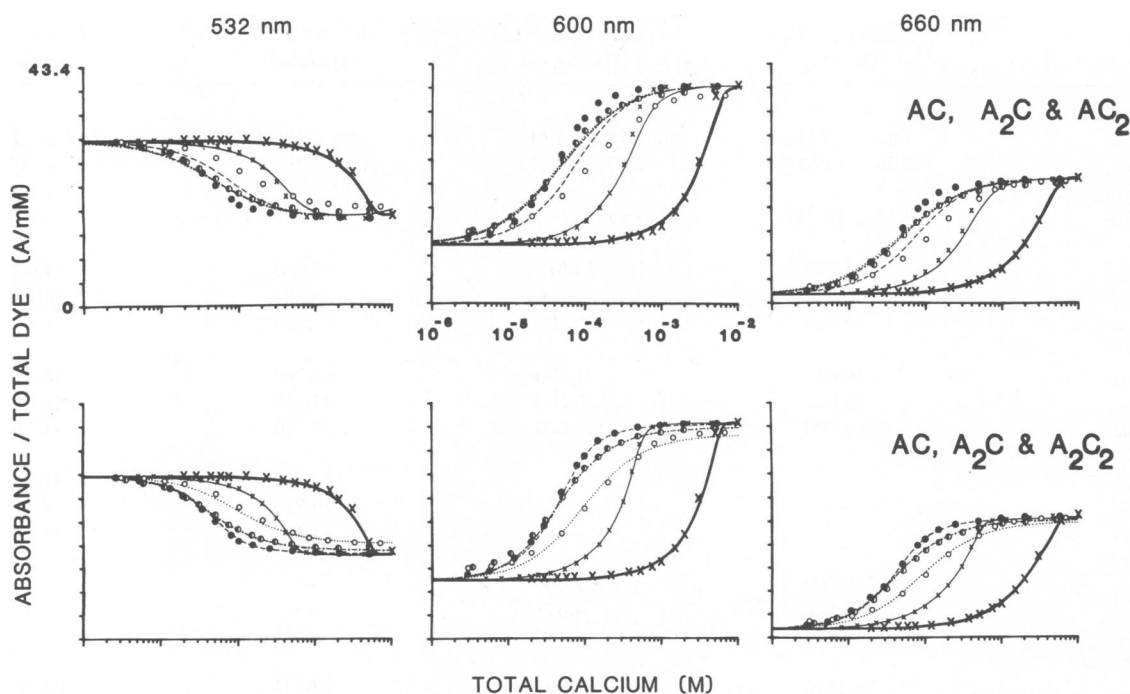 532 nm 600 nm 660 nm
43.4
AC, A₂C & AC₂
0
10⁻⁶ 10⁻⁵ 10⁻⁴ 10⁻³ 10⁻²
ABSORBANCE / TOTAL DYE (A/mM)
AC, A₂C & A₂C₂
TOTAL CALCIUM (M)